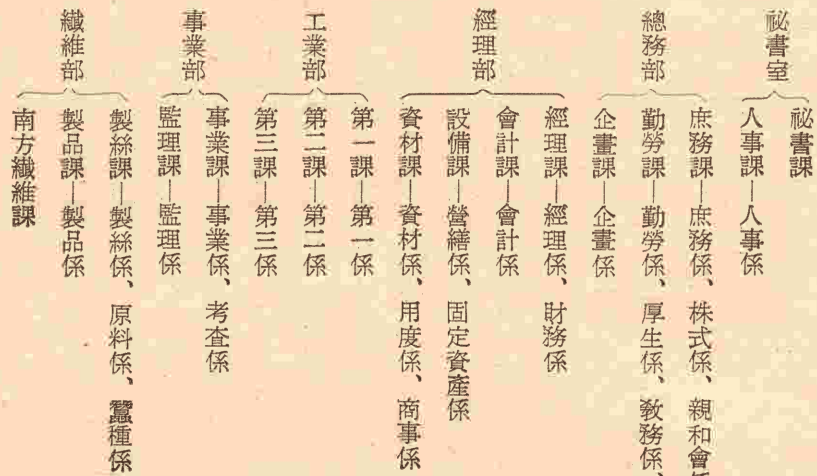 祕書室
祕書課
人事課―人事係
總務部
庶務課―庶務係、株式係、親和會係
勤勞課―勤勞係、厚生係、敎務係、
企畫課―企畫係
經理部
經理課―經理係、財務係
會計課―會計係
設備課―營繕係、固定資產係
資材課―資材係、用度係、商事係
工業部
第一課―第一係
第二課―第二係
第三課―第三係
事業部
事業課―事業係、考査係
監理課―監理係
纖維部
製絲課―製絲係、原料係、蠶種係
製品課―製品係
南方纖維課